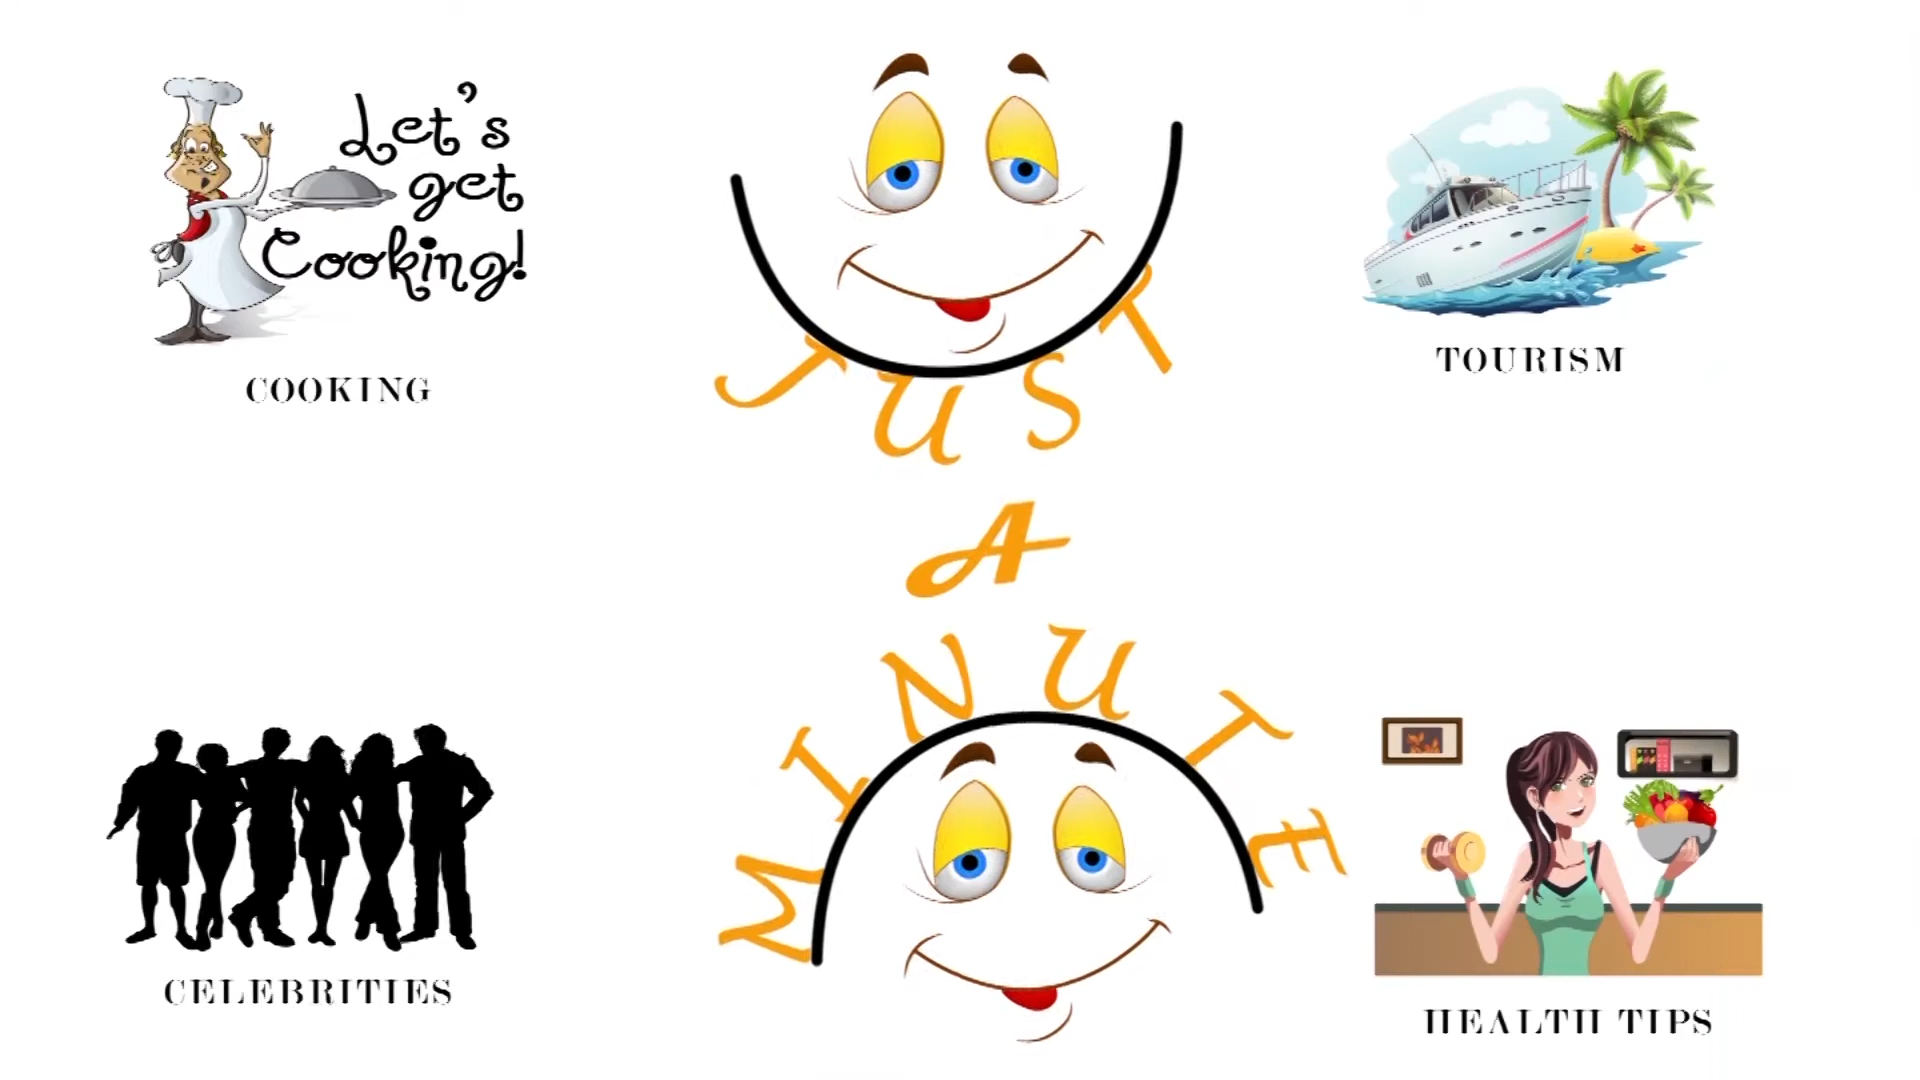 Let's
get
Cooking!
COOKING
JUST
A
MINUTE
TOURISM
CELEBRITIES
HEALTH TIPS